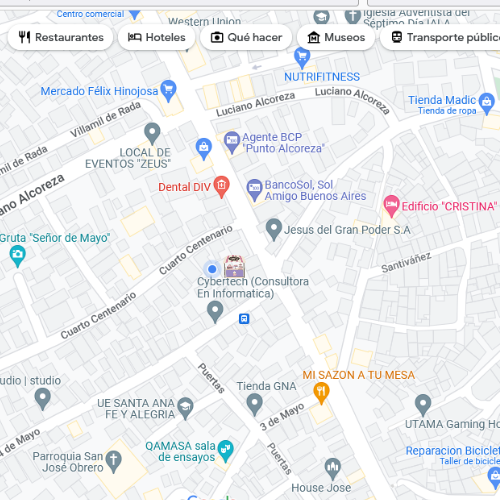 Centro comercial
Western Union
Iglesia Adventista del
Séptimo Día IALA
Restaurantes
Hoteles
Qué hacer
Museos
Transporte público
NUTRIFITNESS
Mercado Félix Hinojosa
Luciano Alcoreza
Luciano Alcoreza
Tienda Madic
Tienda de ropa
Villamil de Rada
LOCAL DE
EVENTOS "ZEUS"
Agente BCP
"Punto Alcoreza"
mil de Rada
Dental DIV
BancoSol, Sol
Amigo Buenos Aires
ano Alcoreza
Edificio "CRISTINA"
Gruta "Señor de Mayo"
Cuarto Centenario
Jesus del Gran Poder S.A
Santiváñez
Cybertech (Consultora
En Informatica)
Cuarto Centenario
Puertas
MI SAZON A TU MESA
udio | studio
Tienda GNA
UE SANTA ANA
FE Y ALEGRIA
3 de Mayo
UTAMA Gaming Ho
4 de Mayo
QAMASA sala
de ensayos
Puertas
Reparacion Biciclet
Taller de bicicle
Parroquia San
José Obrero
House Jose